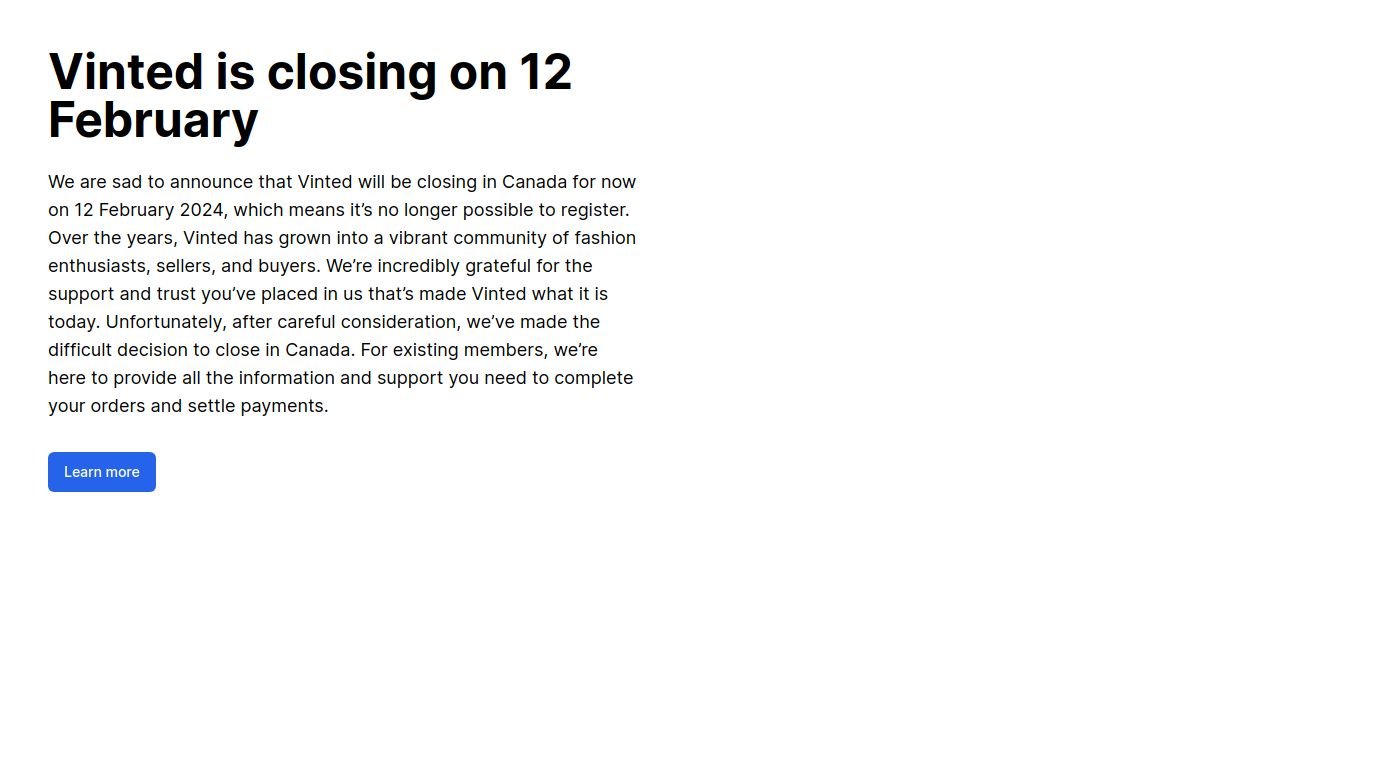 Vinted is closing on 12
February
We are sad to announce that Vinted will be closing in Canada for now
on 12 February 2024, which means it’s no longer possible to register.
Over the years, Vinted has grown into a vibrant community of fashion
enthusiasts, sellers, and buyers. We’re incredibly grateful for the
support and trust you’ve placed in us that’s made Vinted what it is
today. Unfortunately, after careful consideration, we’ve made the
difficult decision to close in Canada. For existing members, we’re
here to provide all the information and support you need to complete
your orders and settle payments.
Learn more